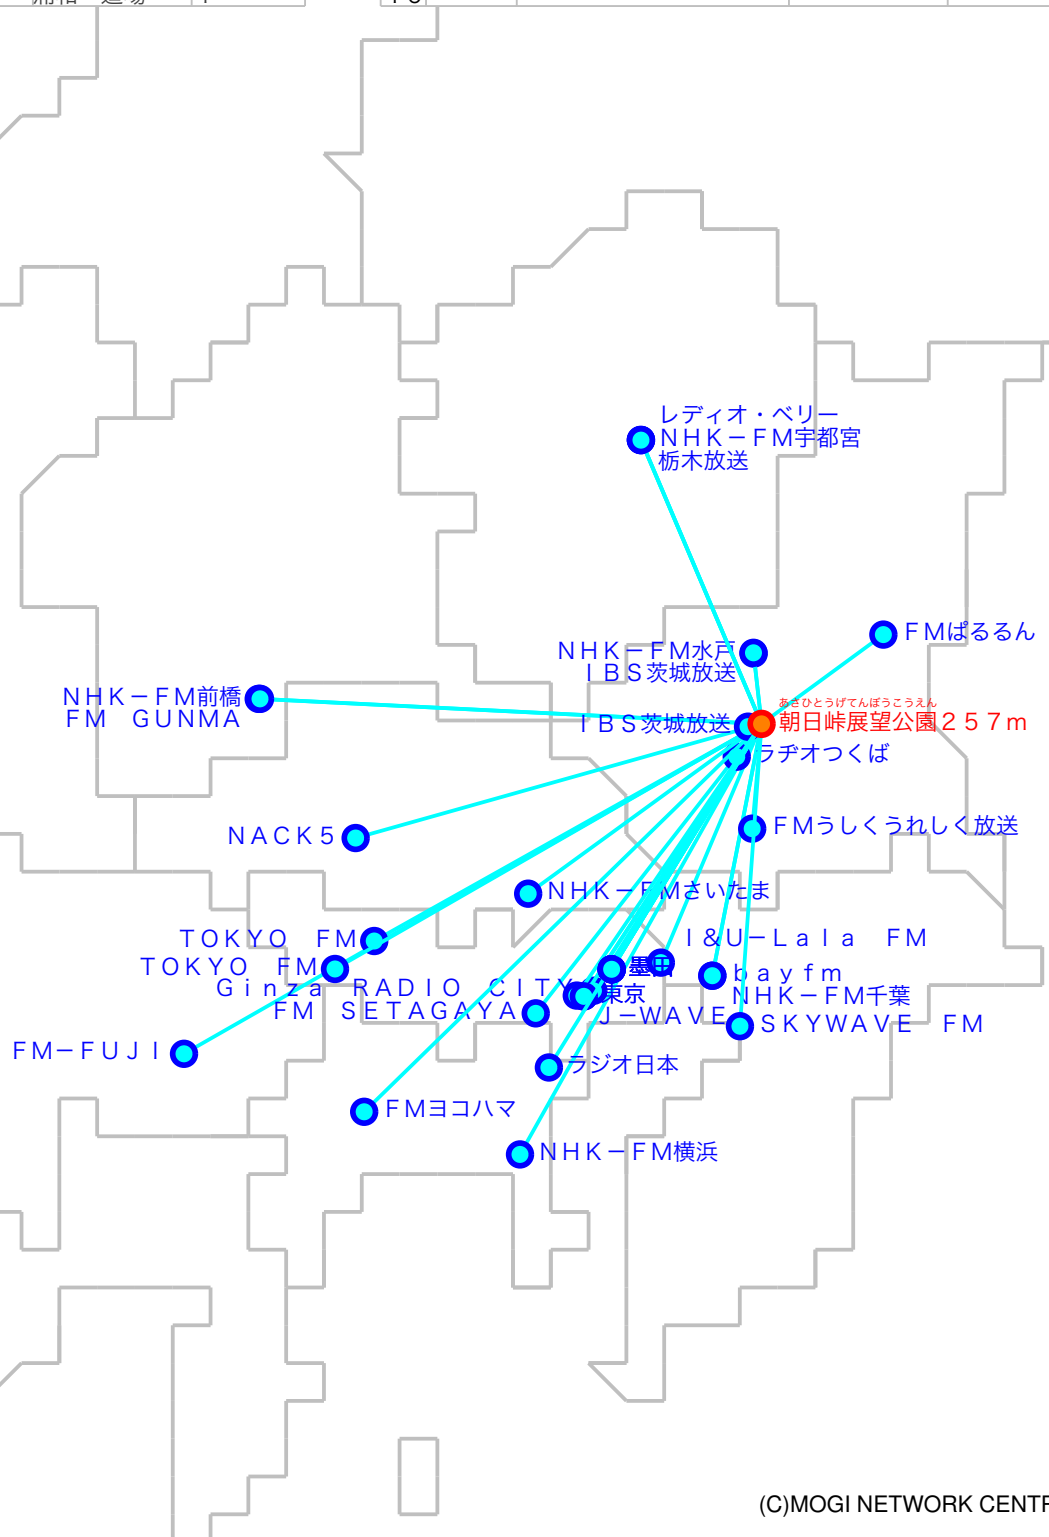 レディオ・ベリー
ＮＨＫ－ＦＭ宇都宮
栃木放送
ＦＭぱるるん
ＮＨＫ－ＦＭ水戸
ＩＢＳ茨城放送
ＮＨＫ－ＦＭ前橋
ＦＭ　ＧＵＮＭＡ
あさひとうげてんぼうこうえん
ＩＢＳ茨城放送
朝日峠展望公園２５７ｍ
ラヂオつくば
ＮＡＣＫ５
ＦＭうしくうれしく放送
ＮＨＫ－ＦＭさいたま
ＴＯＫＹＯ　ＦＭ
Ｉ＆Ｕ－ＬａＩａ　ＦＭ
ＴＯＫＹＯ　ＦＭ
墨田
ｂａｙｆｍ
Ｇｉｎｚａ　ＲＡＤＩＯ　ＣＩＴＹ
東京
ＮＨＫ－ＦＭ千葉
ＦＭ　ＳＥＴＡＧＡＹＡ
Ｊ－ＷＡＶＥ
ＳＫＹＷＡＶＥ　ＦＭ
ＦＭ－ＦＵＪＩ
ラジオ日本
ＦＭヨコハマ
ＮＨＫ－ＦＭ横浜
(C)MOGI NETWORK CENTR